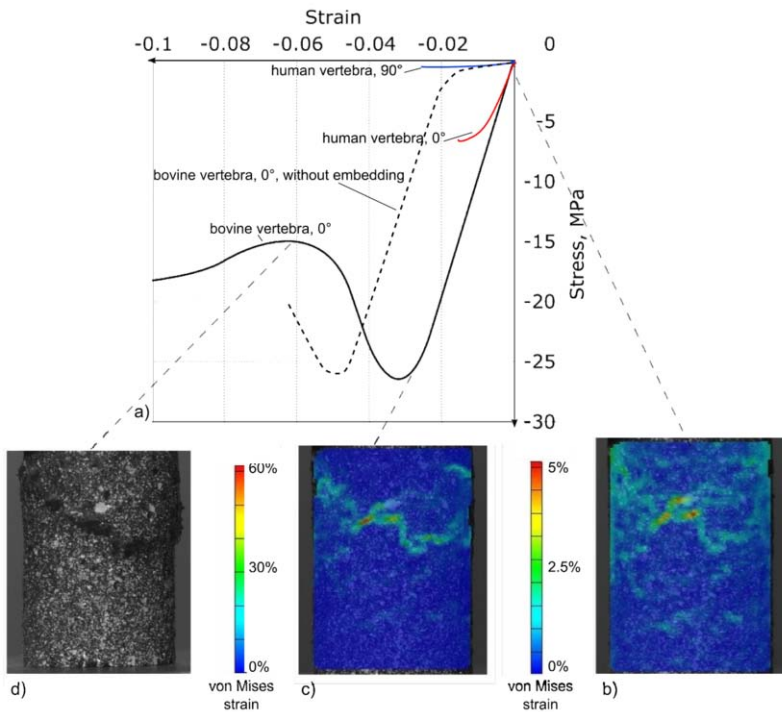 Strain
-0.1 -0.08 -0.06 -0.04 -0.02 0
human vertebra, 90°
-5
human vertebra, 0°
-10
bovine vertebra, 0°, without embedding
bovine vertebra, 0°
-15
Stress, MPa
-20
-25
a)
-30
60%
30%
0%
von Mises
strain
5%
2.5%
0%
von Mises
strain
d)
c)
b)